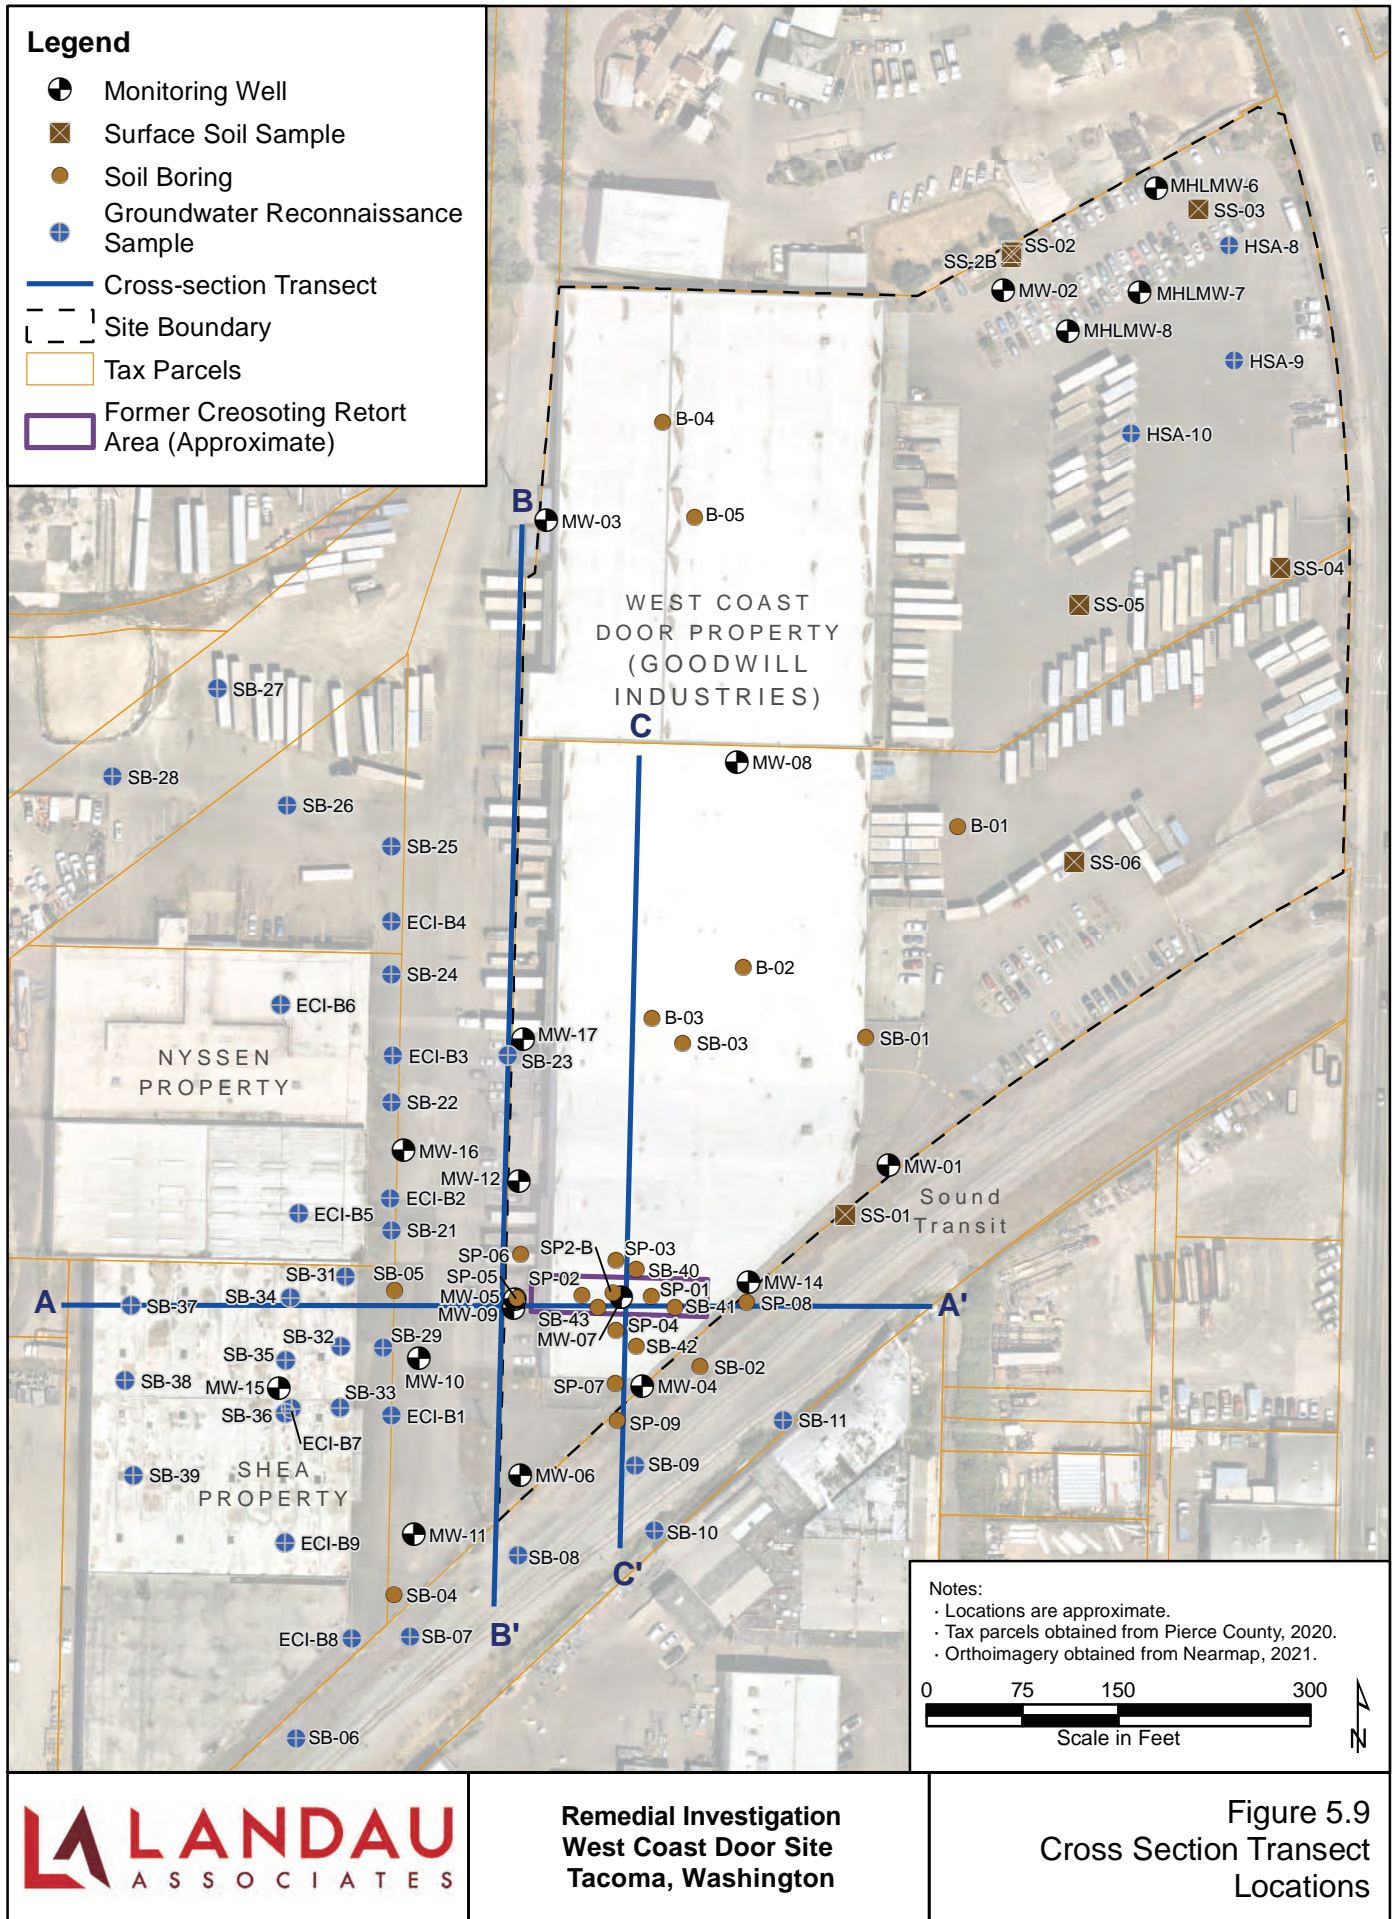 Legend
Monitoring Well
Surface Soil Sample
Soil Boring
Groundwater Reconnaissance
Sample
Cross-section Transect
Site Boundary
Tax Parcels
Former Creosoting Retort
Area (Approximate)
MHLMW-6
SS-03
SS-02
HSA-8
SS-2B
MW-02
MHLMW-7
MHLMW-8
HSA-9
B-04
HSA-10
B
MW-03
B-05
SS-04
WEST COAST
DOOR PROPERTY
(GOODWILL
INDUSTRIES)
SS-05
SB-27
C
MW-08
SB-28
SB-26
B-01
SB-25
SS-06
ECI-B4
SB-24
B-02
ECI-B6
B-03
MW-17
SB-03
SB-01
NYSSEN
PROPERTY
ECI-B3
SB-23
SB-22
MW-16
MW-12
MW-01
ECI-B2
Sound
Transit
ECI-B5
SS-01
SB-21
SP-06
SP2-B
SP-03
SB-40
SB-31
SB-05
SP-05
SP-02
SP-01
MW-14
A
SB-37
SB-34
MW-05
MW-09
SB-43
SB-41
SP-08
A'
SB-32
SB-29
MW-07
SP-04
SB-42
SB-35
SB-02
SB-38
MW-15
SB-33
MW-10
SP-07
MW-04
SB-36
ECI-B1
SP-09
SB-11
ECI-B7
SB-39
SHEA
PROPERTY
MW-06
SB-09
ECI-B9
MW-11
SB-10
SB-08
C'
SB-04
ECI-B8
SB-07
B'
SB-06
Notes:
· Locations are approximate.
· Tax parcels obtained from Pierce County, 2020.
· Orthoimagery obtained from Nearmap, 2021.
0 75 150 300
Scale in Feet
N
LANDAU
ASSOCIATES
Remedial Investigation
West Coast Door Site
Tacoma, Washington
Figure 5.9
Cross Section Transect
Locations